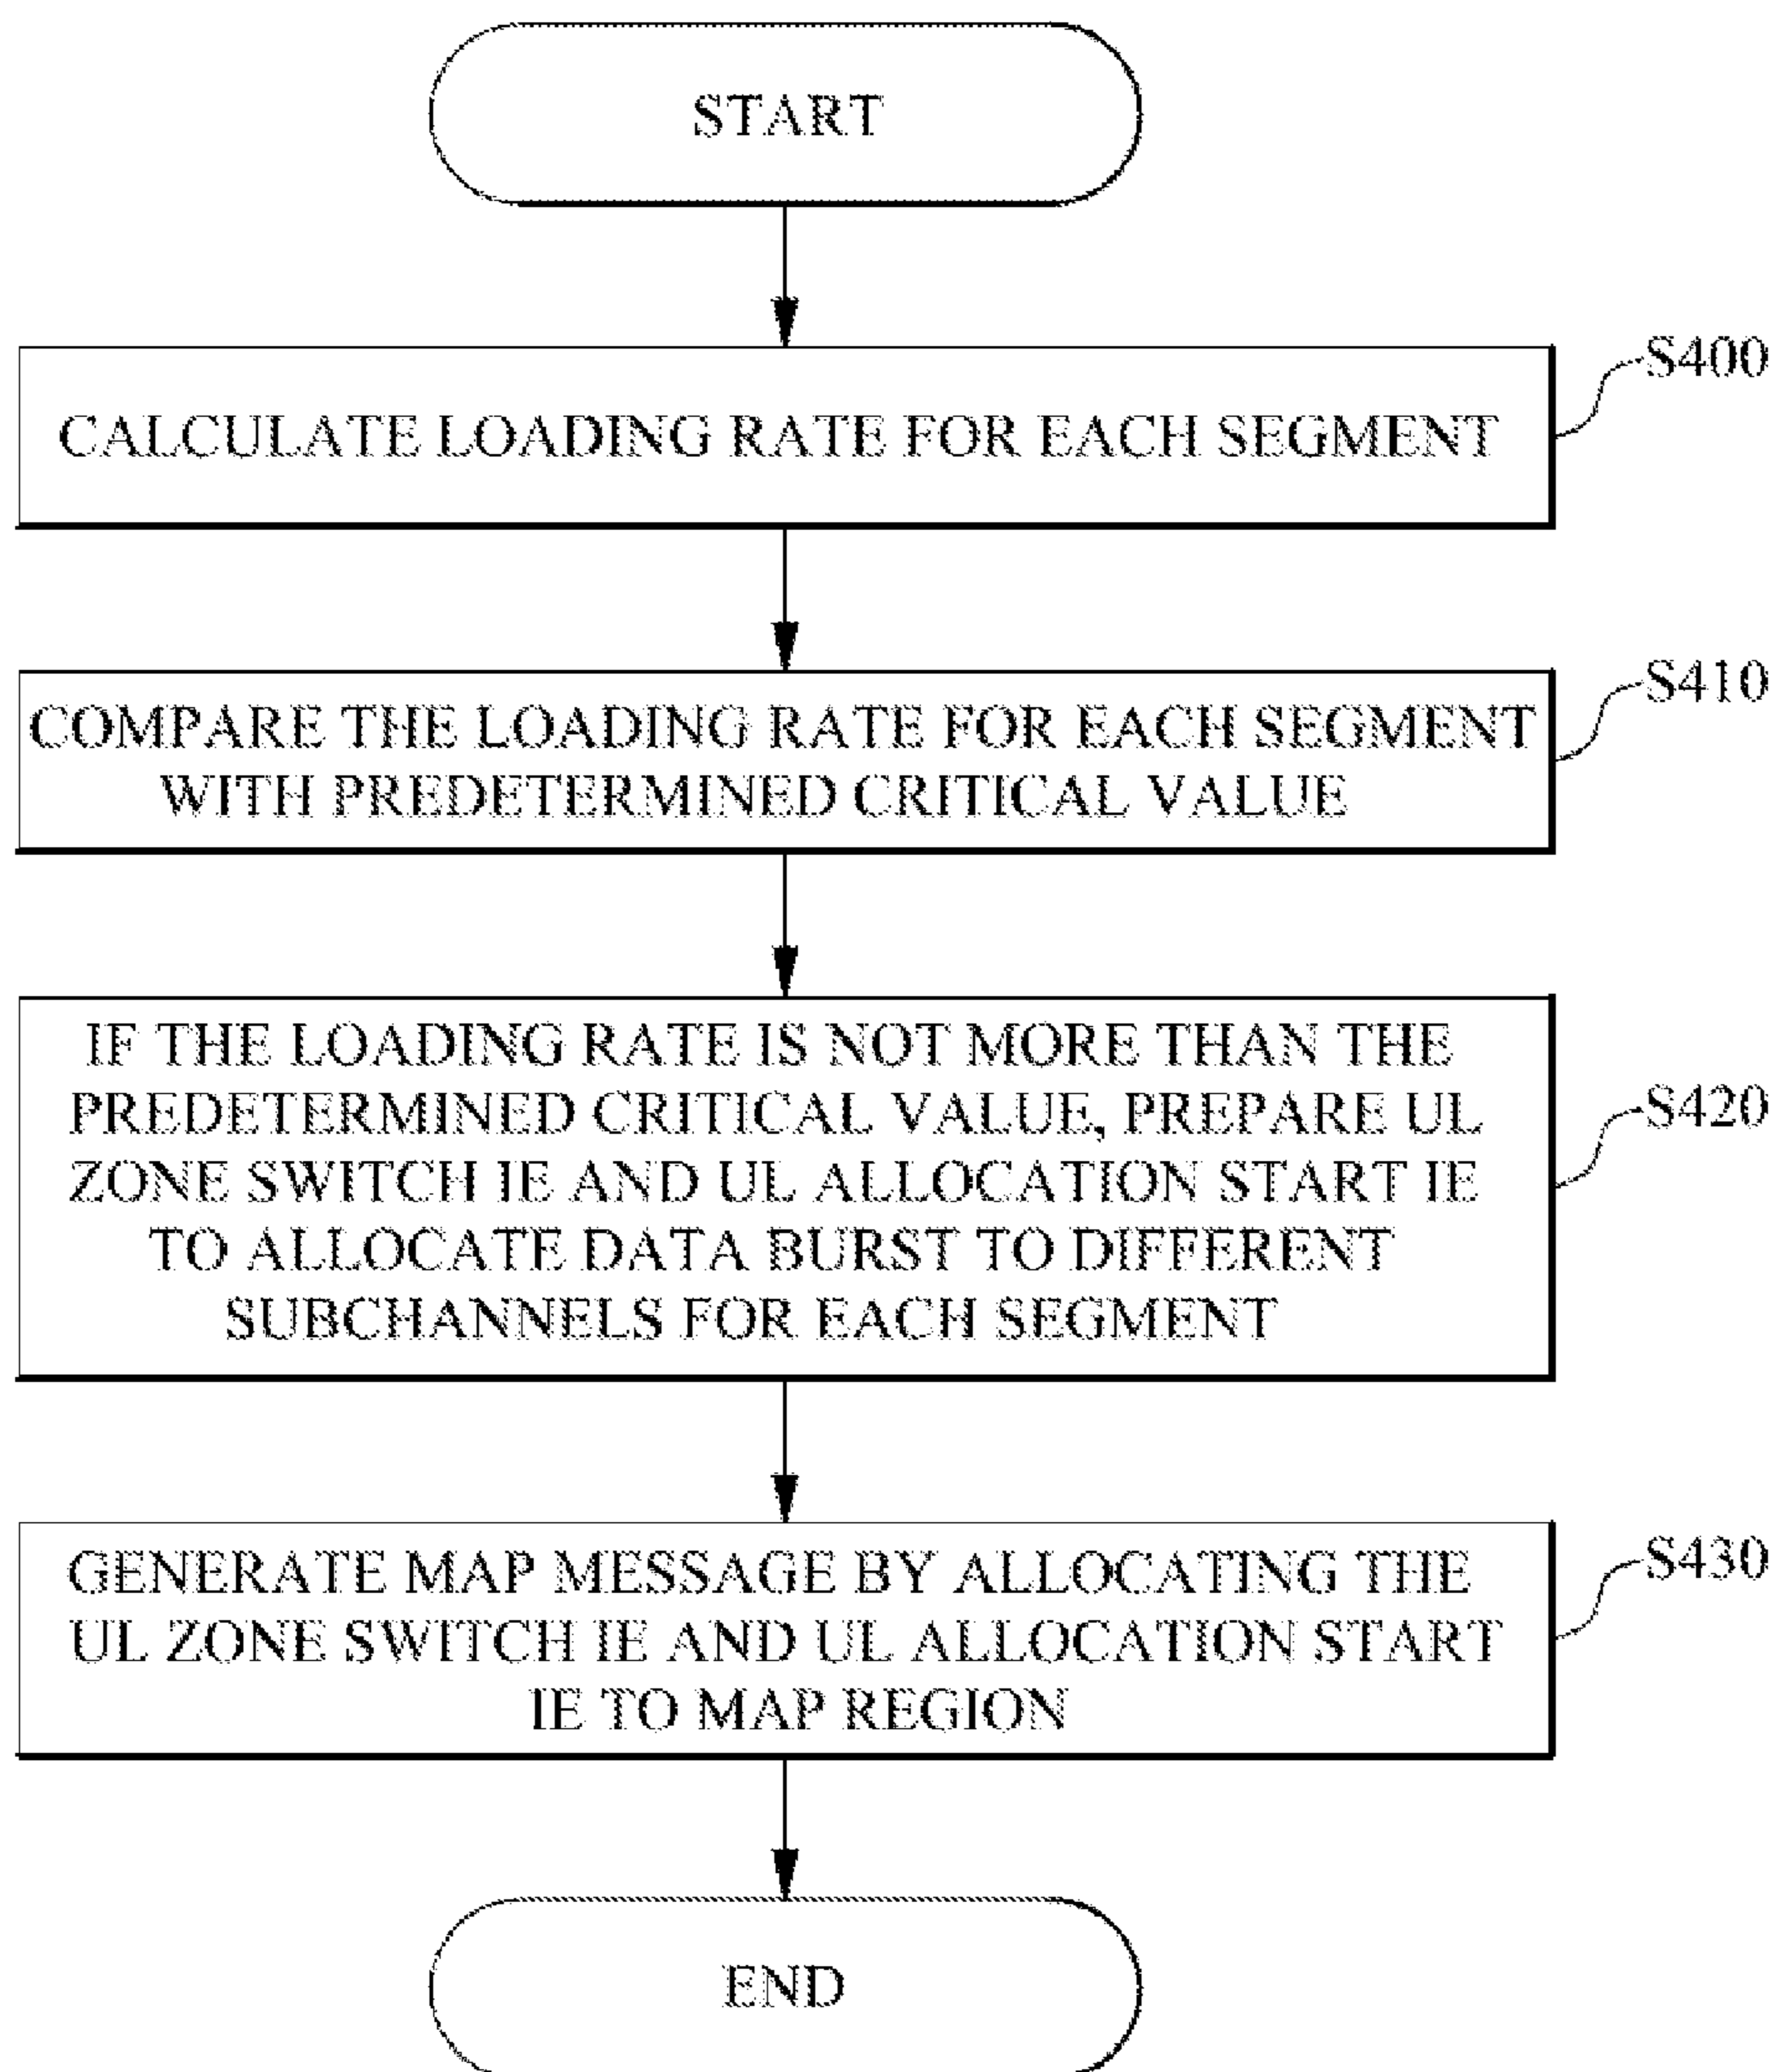 START
S400
CALCULATE LOADING RATE FOR EACH SEGMENT
S410
COMPARE THE LOADING RATE FOR EACH SEGMENT
WITH PREDETERMINED CRITICAL VALUE
IF THE LOADING RATE IS NOT MORE THAN THE
PREDETERMINED CRITICAL VALUE, PREPARE UL
S420
ZONE SWITCH IE AND UL ALLOCATION START IE
TO ALLOCATE DATA BURST TO DIFFERENT
SUBCHANNELS FOR EACH SEGMENT
S430
GENERATE MAP MESSAGE BY ALLOCATING THE
UL ZONE SWITCH IE AND UL ALLOCATION START
IE TO MAP REGION
END